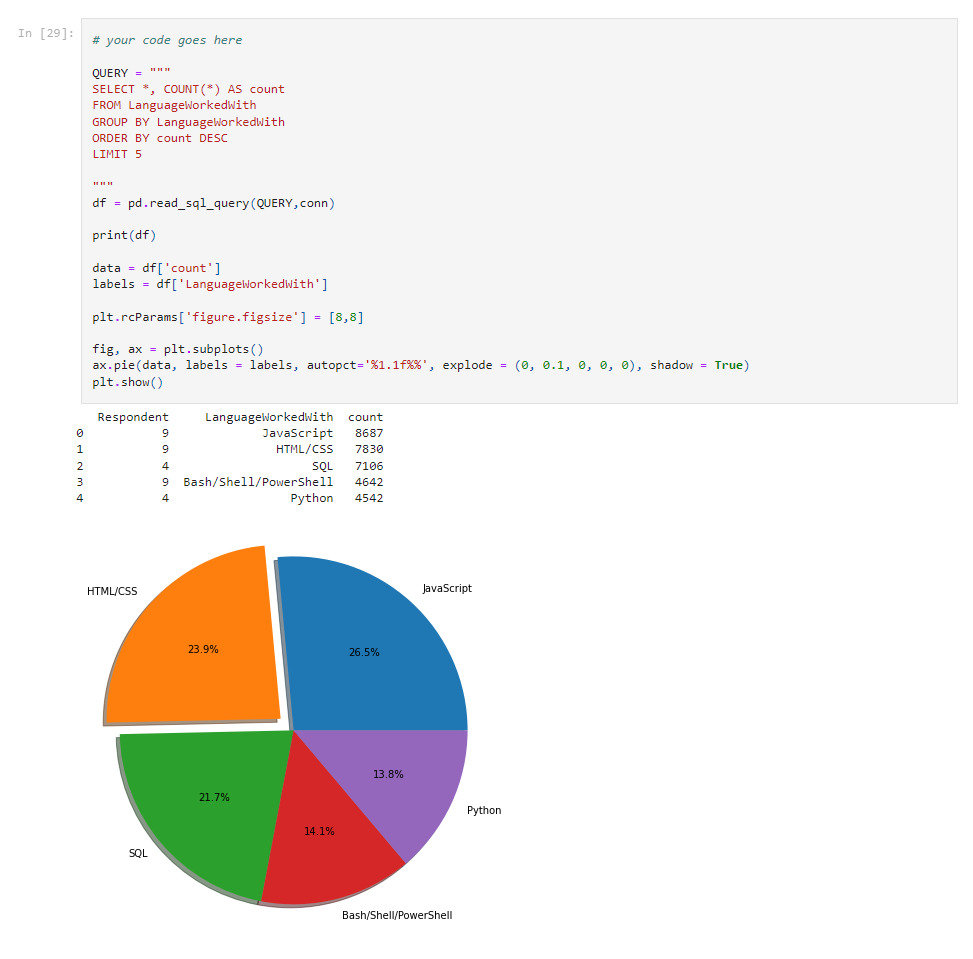 In [29]:
# your code goes here
QUERY = """
SELECT *, COUNT(*) AS count
FROM LanguageWorkedWith
GROUP BY LanguageWorkedWith
ORDER BY count DESC
LIMIT 5
"""
df = pd.read_sql_query(QUERY,conn)
print(df)
data = df['count']
labels = df['LanguageWorkedWith']
plt.rcParams['figure.figsize'] = [8,8]
fig, ax = plt.subplots()
ax.pie(data, labels = labels, autopct='%1.1f%%', explode = (0, 0.1, 0, 0, 0), shadow = True)
plt.show()
Respondent LanguageWorkedWith count
0 9 JavaScript 8687
1 9 HTML/CSS 7830
2 4 SQL 7106
3 9 Bash/Shell/PowerShell 4642
4 4 Python 4542
HTML/CSS
JavaScript
23.9%
26.5%
13.8%
21.7%
Python
14.1%
SQL
Bash/Shell/PowerShell